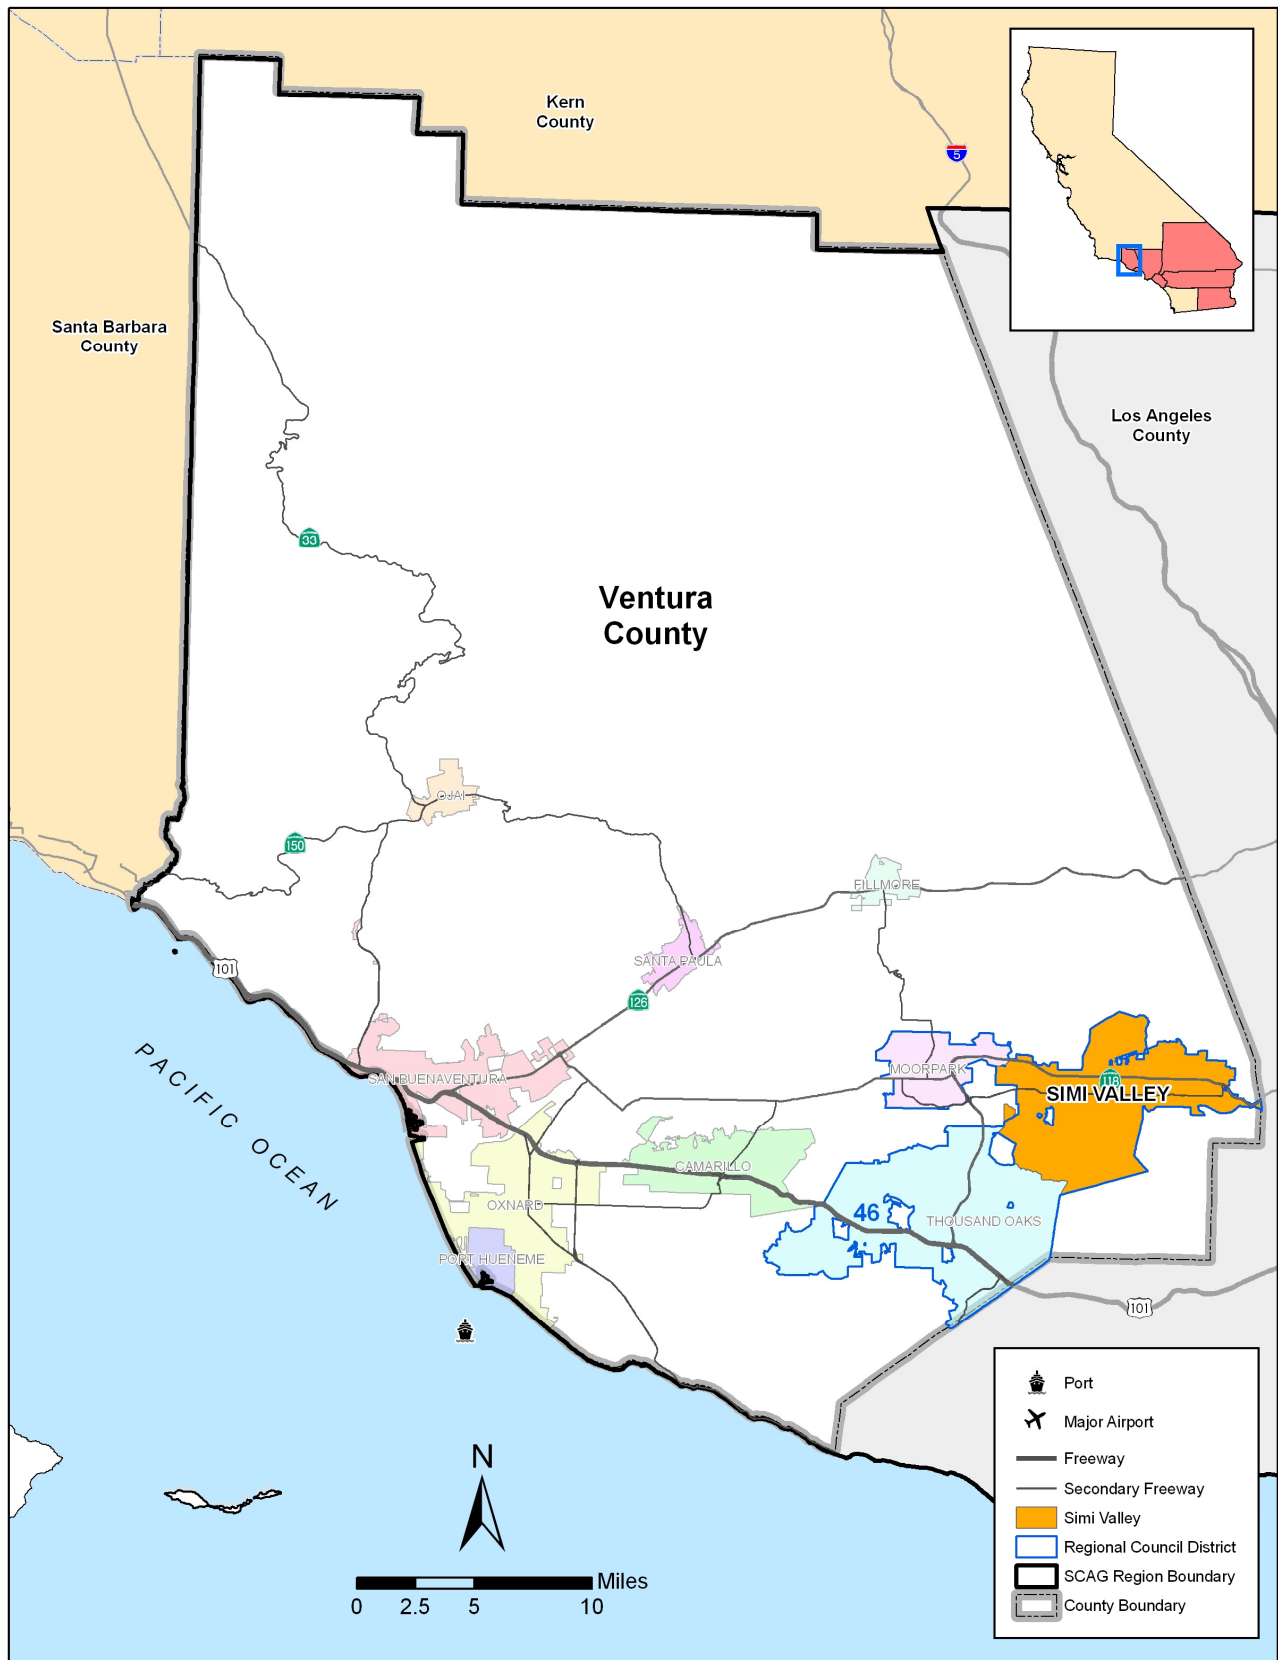 Kern
County
5
Santa Barbara
County
Los Angeles
County
33
Ventura
County
OJAI
150
FILLMORE
SANTA PAULA
101
126
PACIFIC OCEAN
SAN BUENAVENTURA
MOORPARK
118
SIMI VALLEY
CAMARILLO
OXNARD
46
THOUSAND OAKS
PORT HUENEME
101
Port
Major Airport
Freeway
Secondary Freeway
Simi Valley
Regional Council District
SCAG Region Boundary
County Boundary
N
Miles
0 2.5 5 10